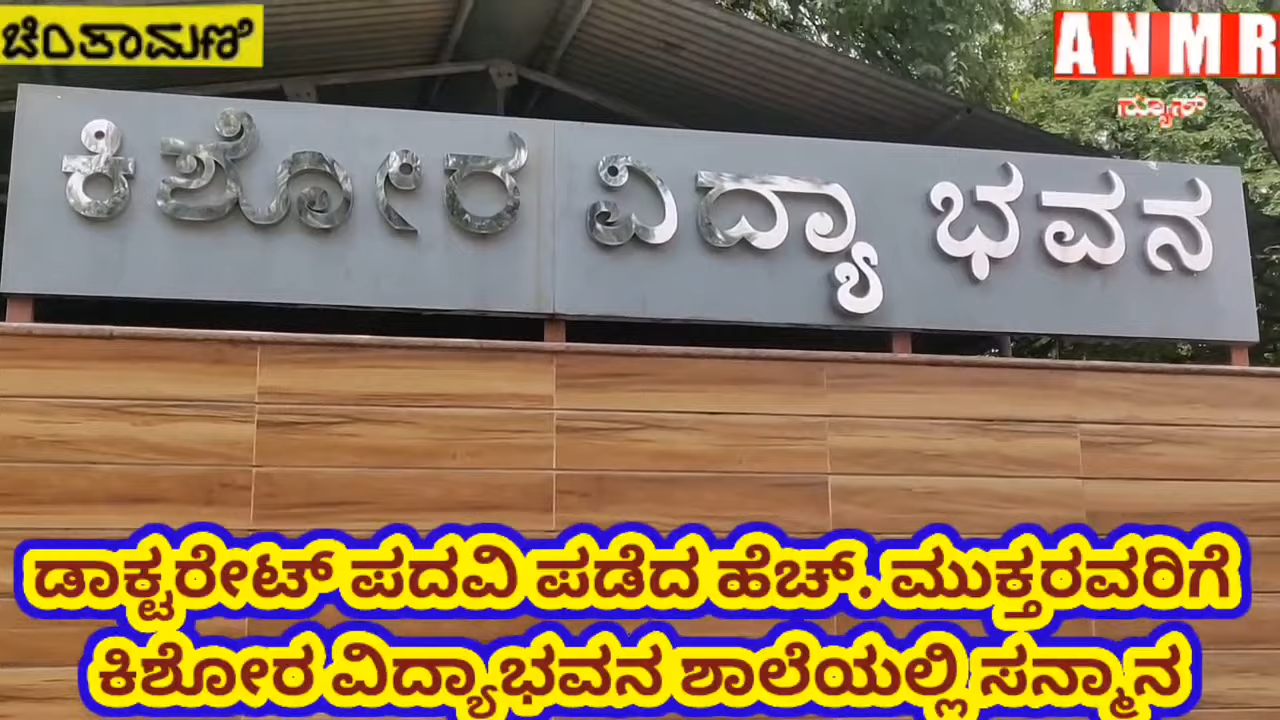 ಚಿಂತಾಮಣಿ
ANMR
ನ್ಯೂಸ್
ಕಿಶೋರ ವಿದ್ಯಾ ಭವನ
ಡಾಕ್ಟರೇಟ್ ಪದವಿ ಪಡೆದ ಹೆಚ್. ಮುಕ್ತರವರಿಗೆ
ಕಿಶೋರ ವಿದ್ಯಾಭವನ ಶಾಲೆಯಲ್ಲಿ ಸನ್ಮಾನ